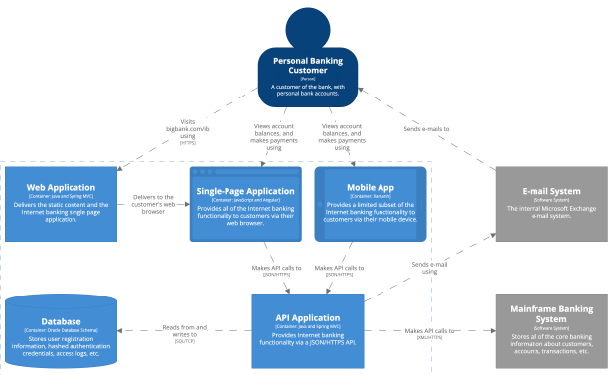 Personal Banking
Customer
[Person]
A customer of the bank, with
personal bank accounts.
Visits
bigbank.com/ib
using
[HTTPS]
Views account
balances, and
makes payments
using
Views account
balances, and
makes payments
using
Sends e-mails to
Web Application
[Container: Java and Spring MVC]
Delivers the static content and the
Internet banking single page
application.
Delivers to the
customer's web
browser
Single-Page Application
[Container: JavaScript and Angular]
Provides all of the Internet banking
functionality to customers via their
web browser.
Mobile App
[Container: Xamarin]
Provides a limited subset of the
Internet banking functionality to
customers via their mobile device.
E-mail System
[Software System]
The internal Microsoft Exchange
e-mail system.
Makes API calls to
[JSON/HTTPS]
Makes API calls to
[JSON/HTTPS]
Sends e-mail
using
Database
[Container: Oracle Database Schema]
Stores user registration
information, hashed authentication
credentials, access logs, etc.
Reads from and
writes to
[SQL/TCP]
API Application
[Container: Java and Spring MVC]
Provides Internet banking
functionality via a JSON/HTTPS API.
Makes API calls to
[XML/HTTPS]
Mainframe Banking
System
[Software System]
Stores all of the core banking
information about customers,
accounts, transactions, etc.